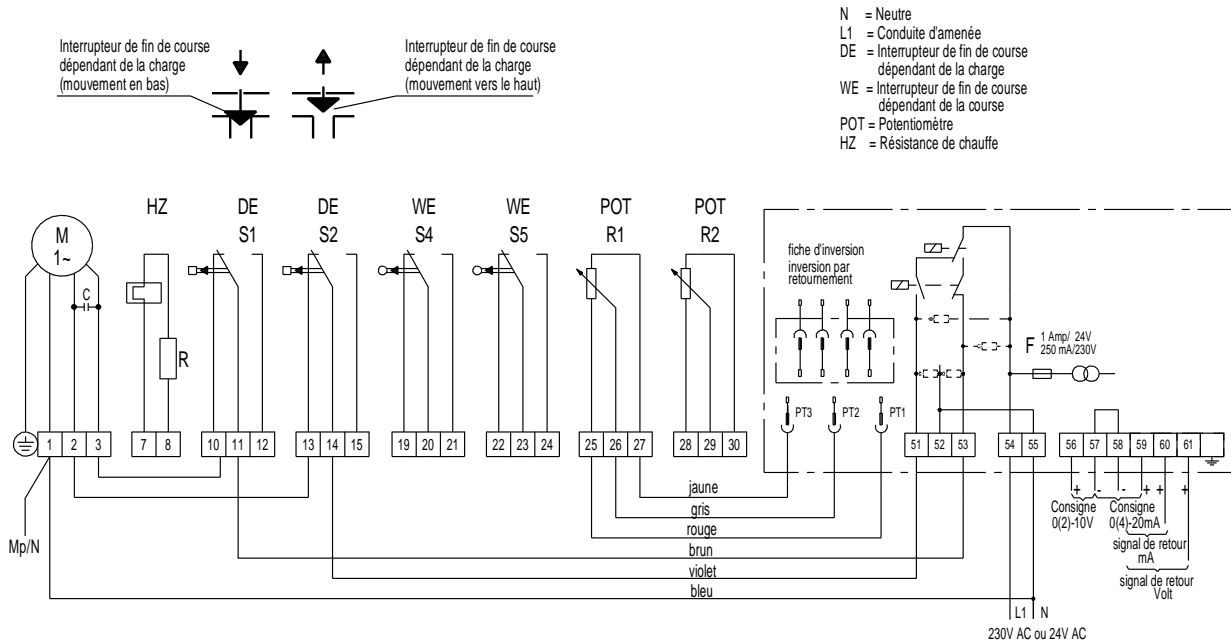 Interrupteur de fin de course
dépendant de la charge
(mouvement en bas)
Interrupteur de fin de course
dépendant de la charge
(mouvement vers le haut)
N = Neutre
L1 = Conduite d'amenée
DE = Interrupteur de fin de course
dépendant de la charge
WE = Interrupteur de fin de course
dépendant de la course
POT = Potentiomètre
HZ = Résistance de chauffe
M
1~
C
HZ
R
DE
S1
DE
S2
WE
S4
WE
S5
POT
R1
POT
R2
fiche d'inversion
inversion par
retournement
PT3 PT2 PT1
F
1 Amp/ 24V
250 mA/230V
1 2 3 7 8 10 11 12 13 14 15 19 20 21 22 23 24 25 26 27 28 29 30 51 52 53 54 55 56 57 58 59 60 61
+ - - + + +
Consigne
0(2)-10V
Consigne
0(4)-20mA
signal de retour
mA
signal de retour
Volt
jaune
gris
rouge
brun
violet
bleu
Mp/N
L1 N
230V AC ou 24V AC